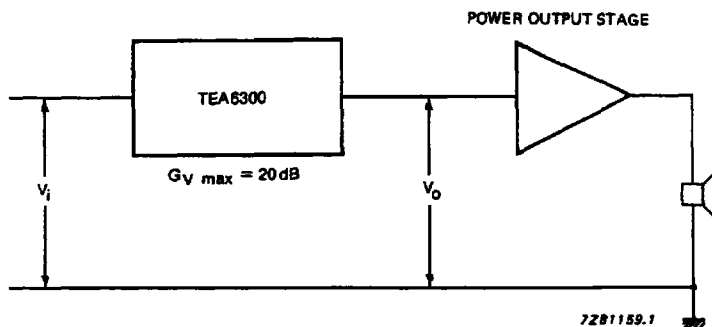 POWER OUTPUT STAGE
TEA6300
GV max = 20dB
Vi
Vo
7Z81159.1